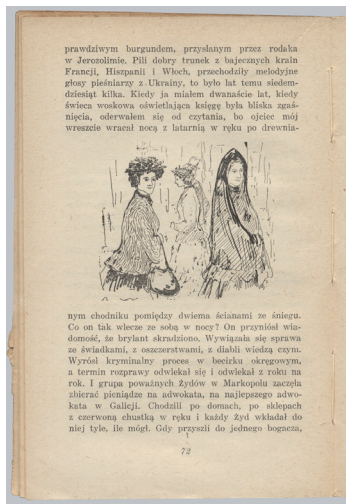 prawdziwym burgundem, przysłanym przez rodaka
w Jerozolimie. Pili dobry trunek z bajecznych krain
Francji, Hiszpanii i Włoch, przechodziły melodyjne
głosy pieśniarzy z Ukrainy, to było lat temu siedem-
dziesiąt kilka. Kiedy ja miałem dwanaście lat, kiedy
świeca woskowa oświetlająca księgę była bliska zgaś-
nięcia, oderwałem się od czytania, bo ojciec mój
wreszcie wracał nocą z latarnią w ręku po drewnia-
nym chodniku pomiędzy dwiema ścianami ze śniegu.
Co on tak wlecze ze sobą w nocy? On przyniósł wia-
domość, że brylant skradziono. Wywiązała się sprawa
ze świadkami, z oszczerstwami, z diabli wiedzą czym.
Wyrósł kryminalny proces w becirku okręgowym,
a termin rozprawy odwlekał się i odwlekał z roku na
rok. I grupa poważnych Żydów w Markopolu zaczęła
zbierać pieniądze na adwokata, na najlepszego adwo-
kata w Galicji. Chodzili po domach, po sklepach
z czerwoną chustką w ręku i każdy Żyd wkładał do
niej tyle, ile mógł. Gdy przyszli do jednego bogacza,
72